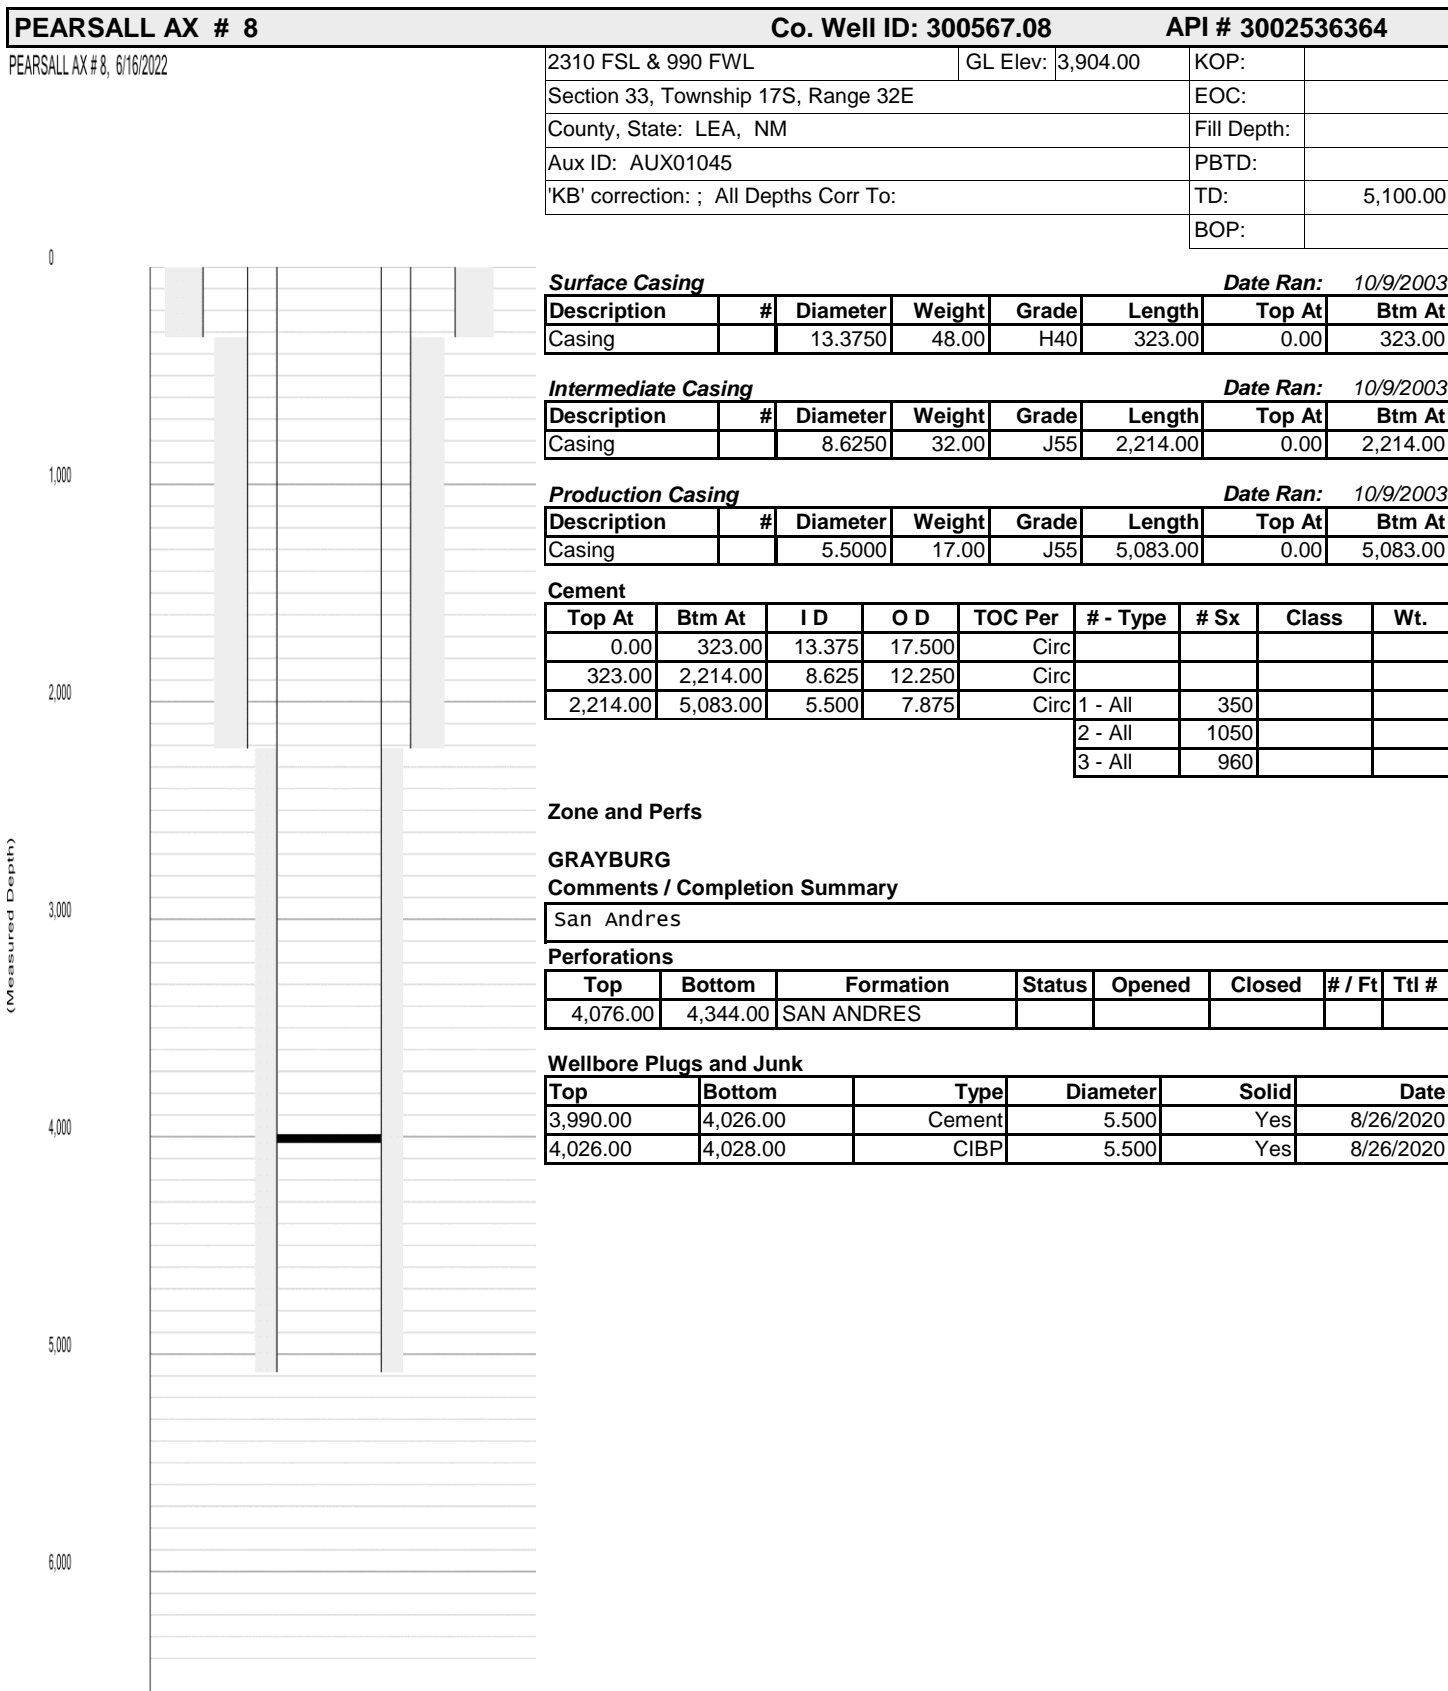 PEARSALL AX # 8 Co. Well ID: 300567.08 API # 3002536364
PEARSALL AX # 8, 6/16/2022
2310 FSL & 990 FWL GL Elev: 3,904.00 KOP:
Section 33, Township 17S, Range 32E EOC:
County, State: LEA, NM Fill Depth:
Aux ID: AUX01045 PBTD:
'KB' correction: ; All Depths Corr To: TD: 5,100.00
BOP:
0
1,000
2,000
3,000
4,000
5,000
6,000
(Measured Depth)
Surface Casing Date Ran: 10/9/2003
Description # Diameter Weight Grade Length Top At Btm At
Casing 13.3750 48.00 H40 323.00 0.00 323.00
Intermediate Casing Date Ran: 10/9/2003
Description # Diameter Weight Grade Length Top At Btm At
Casing 8.6250 32.00 J55 2,214.00 0.00 2,214.00
Production Casing Date Ran: 10/9/2003
Description # Diameter Weight Grade Length Top At Btm At
Casing 5.5000 17.00 J55 5,083.00 0.00 5,083.00
Cement
Top At Btm At I D O D TOC Per # - Type # Sx Class Wt.
0.00 323.00 13.375 17.500 Circ
323.00 2,214.00 8.625 12.250 Circ
2,214.00 5,083.00 5.500 7.875 Circ 1 - All 350
2 - All 1050
3 - All 960
Zone and Perfs
GRAYBURG
Comments / Completion Summary
San Andres
Perforations
Top Bottom Formation Status Opened Closed # / Ft Ttl #
4,076.00 4,344.00 SAN ANDRES
Wellbore Plugs and Junk
Top Bottom Type Diameter Solid Date
3,990.00 4,026.00 Cement 5.500 Yes 8/26/2020
4,026.00 4,028.00 CIBP 5.500 Yes 8/26/2020